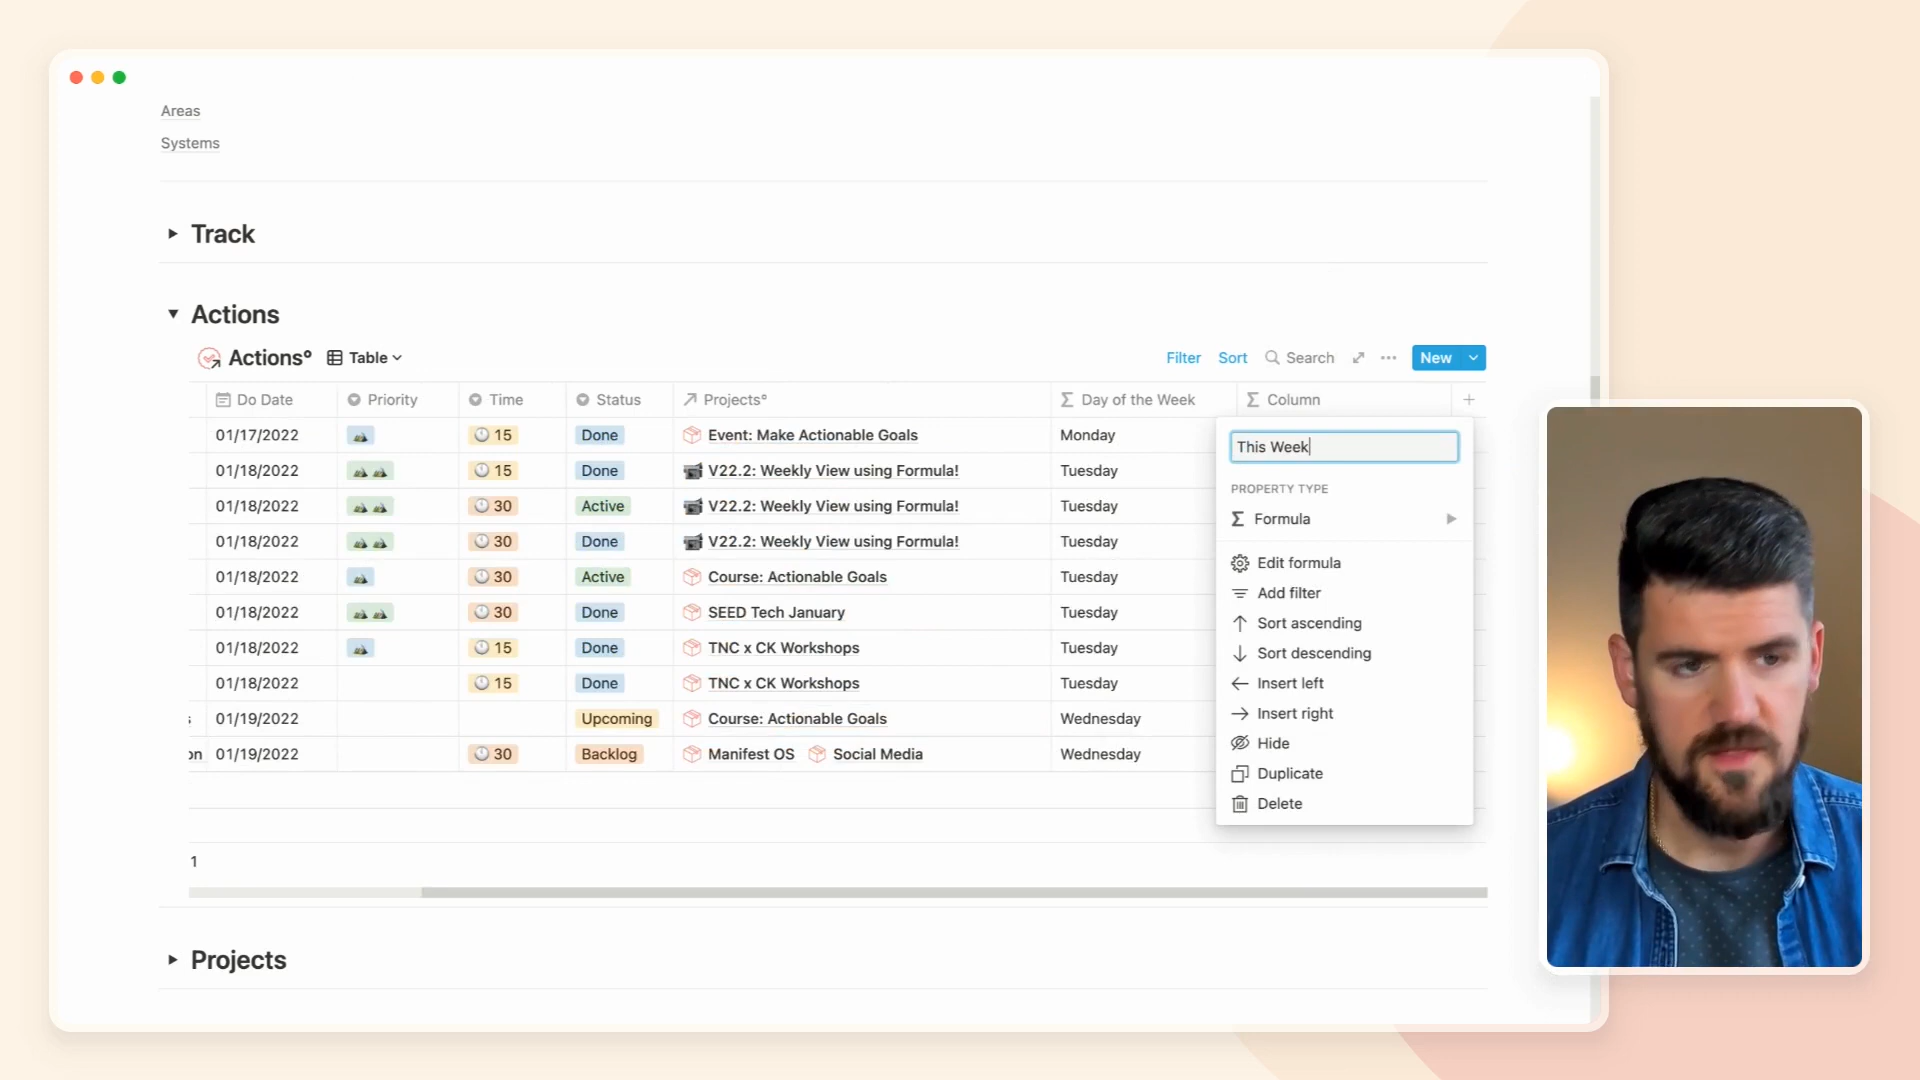 Areas
Systems
Track
Actions
Actionsº Table
Filter Sort Search New
Do Date Priority Time Status Projectsº Day of the Week Column
01/17/2022 15 Done Event: Make Actionable Goals Monday
01/18/2022 15 Done V22.2: Weekly View using Formula! Tuesday
01/18/2022 30 Active V22.2: Weekly View using Formula! Tuesday
01/18/2022 30 Done V22.2: Weekly View using Formula! Tuesday
01/18/2022 30 Active Course: Actionable Goals Tuesday
01/18/2022 30 Done SEED Tech January Tuesday
01/18/2022 15 Done TNC x CK Workshops Tuesday
01/18/2022 15 Done TNC x CK Workshops Tuesday
s 01/19/2022 Upcoming Course: Actionable Goals Wednesday
on 01/19/2022 30 Backlog Manifest OS Social Media Wednesday
1
This Week
PROPERTY TYPE
Formula
Edit formula
Add filter
Sort ascending
Sort descending
Insert left
Insert right
Hide
Duplicate
Delete
Projects